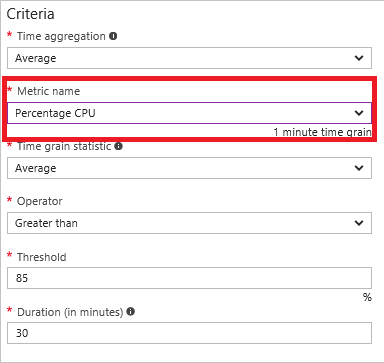 Criteria
* Time aggregation
Average
* Metric name
Percentage CPU
1 minute time grain
* Time grain statistic
Average
* Operator
Greater than
* Threshold
85
%
* Duration (in minutes)
30